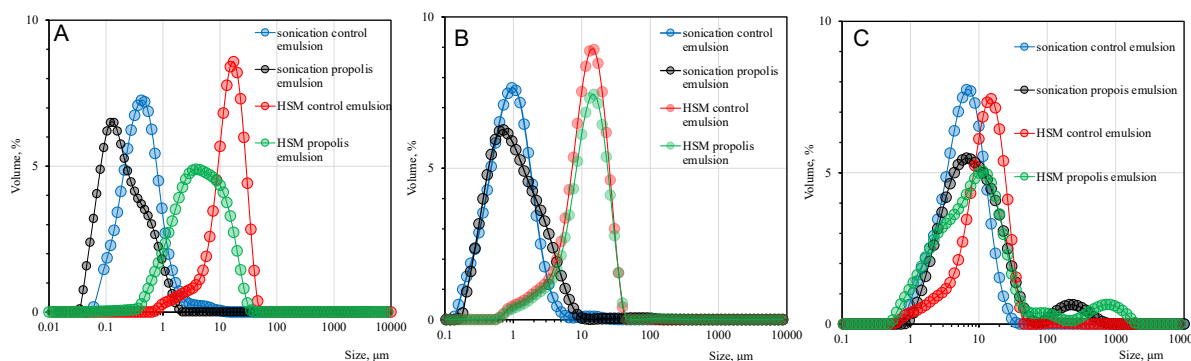 A
10
5
0
Volume, %
sonication control
emulsion
sonication propolis
emulsion
HSM control emulsion
HSM propolis
emulsion
0.01 0.1 1 10 100 1000 10000
Size, μm
B
10
5
0
Volume, %
sonication control
emulsion
sonication propolis
emulsion
HSM control
emulsion
HSM propolis
emulsion
0.1 1 10 100 1000 10000
Size, μm
C
10
5
0
Volume, %
sonication control emulsion
sonication propois emulsion
HSM control emulsion
HSM propolis emulsion
0.1 1 10 100 1000 10000
Size, μm